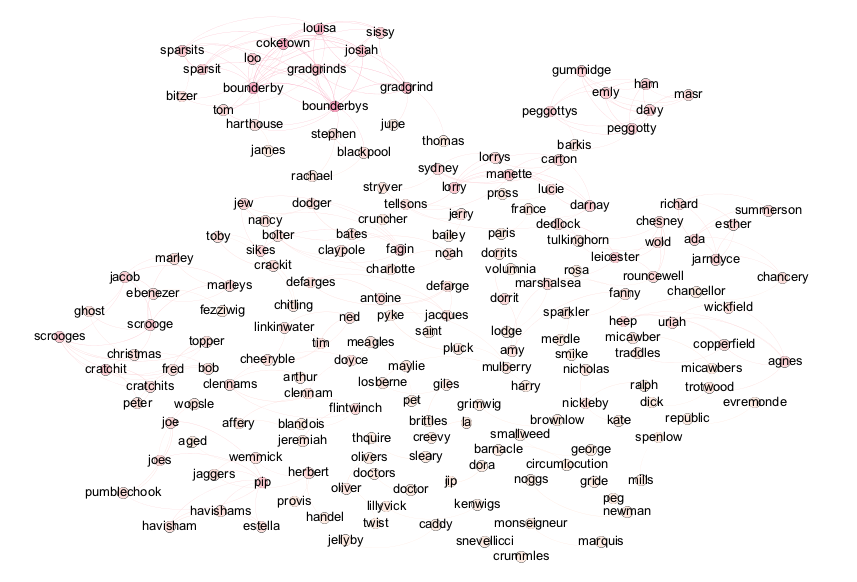 louisa
sissy
coketown
sparsits
loo
josiah
sparsit
gradgrinds
gummidge
bounderby
gradgrind
ham
emly
masr
bitzer
bounderbys
tom
peggottys
davy
harthouse
jupe
peggotty
stephen
thomas
barkis
james
blackpool
lorrys
carton
sydney
manette
rachael
stryver
lorry
pross
lucie
jew
dodger
tellsons
france
darnay
richard
summerson
nancy
cruncher
jerry
dedlock
chesney
esther
toby
bolter
bates
bailey
paris
tulkinghorn
wold
ada
sikes
claypole
fagin
noah
dorrits
leicester
jarndyce
marley
crackit
charlotte
volumnia
rosa
rouncewell
chancery
jacob
marleys
defarges
defarge
marshalsea
ebenezer
antoine
dorrit
fanny
chancellor
ghost
fezziwig
chitling
wickfield
scrooge
ned
pyke
jacques
sparkler
heep
uriah
scrooges
linkinwater
saint
lodge
topper
tim
meagles
merdle
micawber
copperfield
christmas
pluck
amy
smike
traddles
cratchit
fred
bob
cheeryble
doyce
maylie
mulberry
nicholas
micawbers
agnes
cratchits
clennams
arthur
losberne
giles
harry
ralph
trotwood
peter
wopsle
clennam
pet
grimwig
nickleby
dick
evremonde
flintwinch
joe
affery
blandois
brittles
la
brownlow
kate
republic
aged
jeremiah
thquire
creevy
smallweed
spenlow
joes
wemmick
olivers
sleary
barnacle
george
jaggers
herbert
doctors
dora
circumlocution
pumblechook
pip
oliver
doctor
jip
noggs
gride
mills
provis
lillyvick
kenwigs
peg
havishams
handel
twist
caddy
newman
havisham
estella
monseigneur
jellyby
snevellicci
marquis
crummles